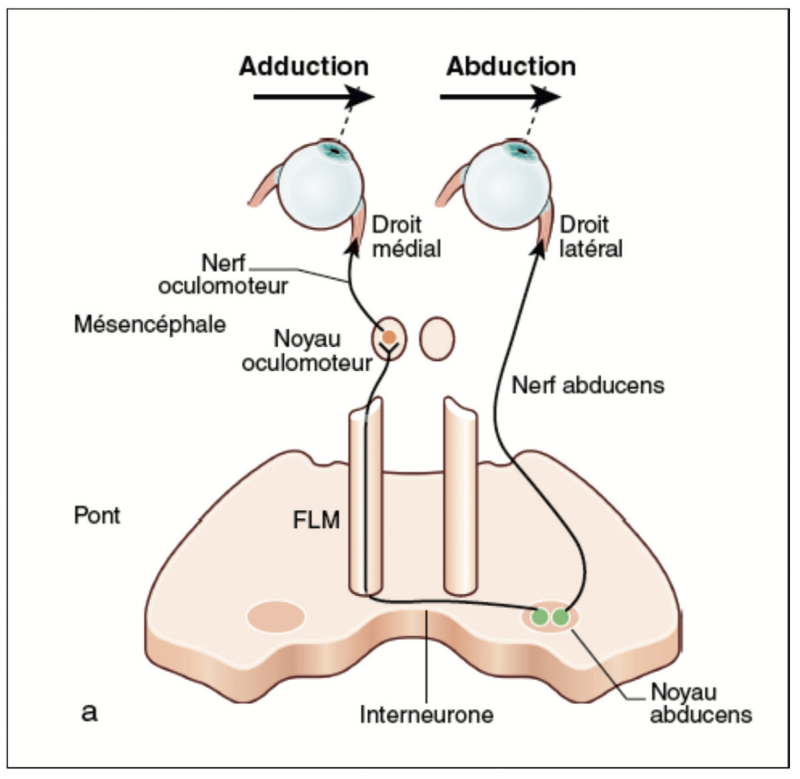 Adduction
Abduction
Droit
médial
Droit
latéral
Nerf
oculomoteur
Mésencéphale
Noyau
oculomoteur
Nerf abducens
Pont
FLM
Noyau
abducens
a
Interneurone